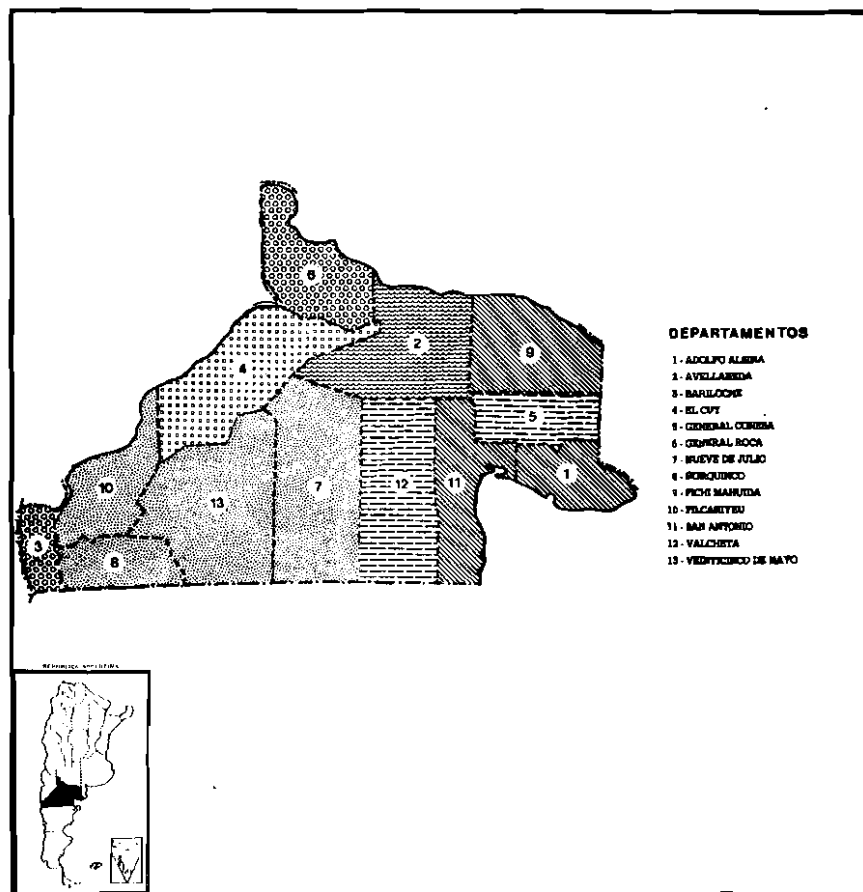 6
2
9
4
5
10
13
7
12
11
1
3
8
DEPARTAMENTOS
1 - ADOLFO ALSINA
2 - AVELLANEDA
3 - BARILOCHE
4 - EL CUY
5 - GENERAL CONESA
6 - GENERAL ROCA
7 - NUEVE DE JULIO
8 - ÑORQUINCO
9 - PICHI MAHUIDA
10 - PILCANIYEU
11 - SAN ANTONIO
12 - VALCHETA
13 - VEINTICINCO DE MAYO
REPUBLICA ARGENTINA